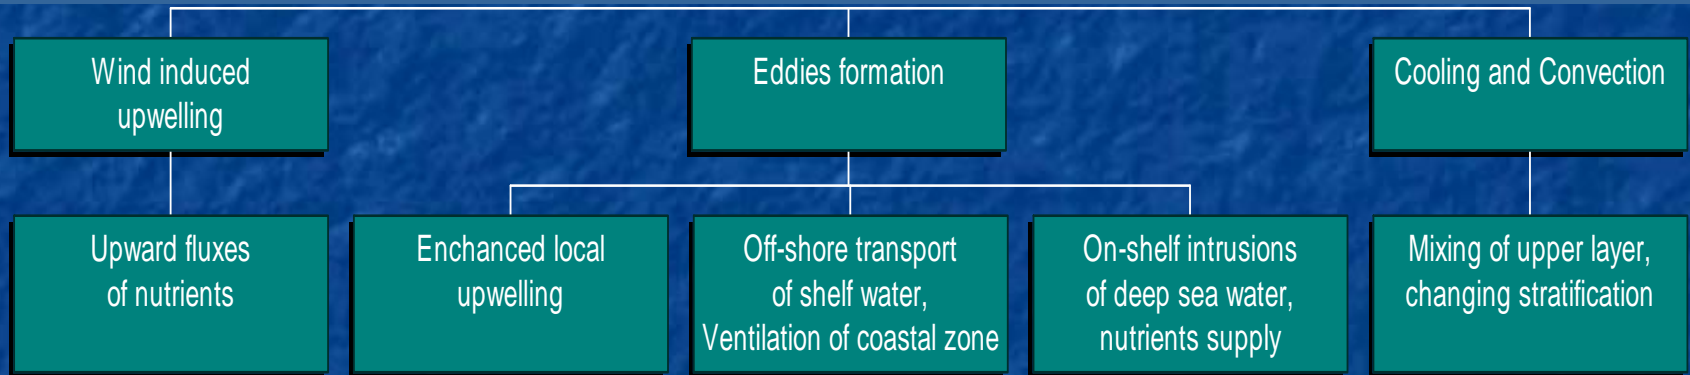 Wind induced
upwelling
Eddies formation
Cooling and Convection
Upward fluxes
of nutrients
Enchanced local
upwelling
Off-shore transport
of shelf water,
Ventilation of coastal zone
On-shelf intrusions
of deep sea water,
nutrients supply
Mixing of upper layer,
changing stratification